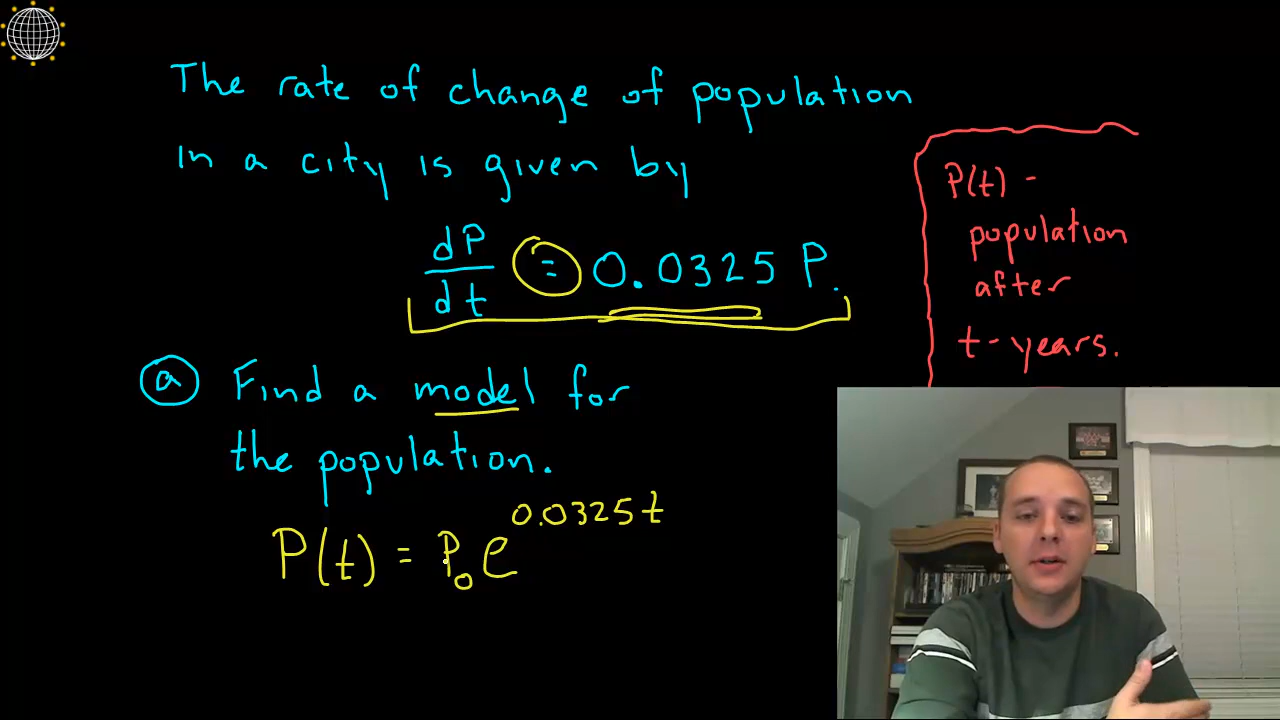 The rate of change of population
in a city is given by
dP/dt = 0.0325 P.
P(t) -
population
after
t-years.
ⓐ Find a model for
the population.
P(t) = P₀e^0.0325t